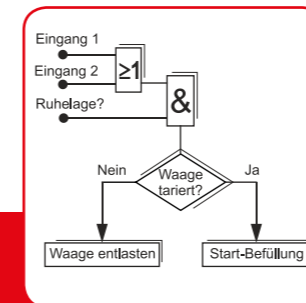 Eingang 1
≥1
Eingang 2
&
Ruhelage?
Nein
Waage
tariert?
Ja
Waage entlasten
Start-Befüllung